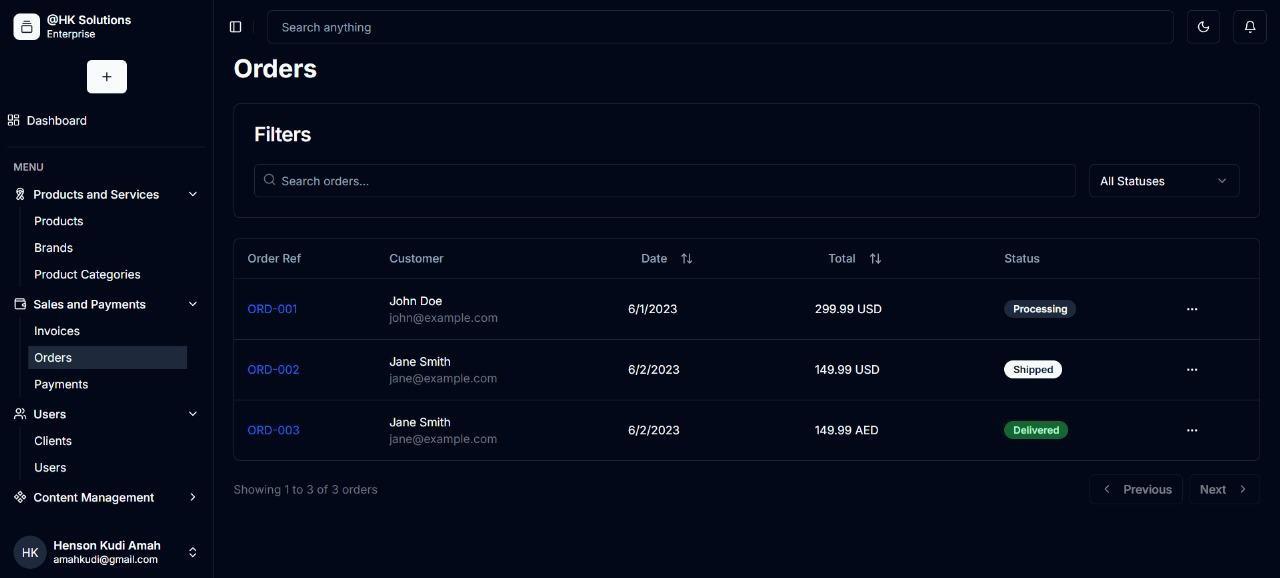 @HK Solutions
Enterprise
+
Dashboard
MENU
Products and Services
Products
Brands
Product Categories
Sales and Payments
Invoices
Orders
Payments
Users
Clients
Users
Content Management
HK
Henson Kudi Amah
amahkudi@gmail.com
Search anything
Orders
Filters
Search orders...
All Statuses
Order Ref Customer Date Total Status
ORD-001 John Doe 6/1/2023 299.99 USD Processing ...
john@example.com
ORD-002 Jane Smith 6/2/2023 149.99 USD Shipped ...
jane@example.com
ORD-003 Jane Smith 6/2/2023 149.99 AED Delivered ...
jane@example.com
Showing 1 to 3 of 3 orders
Previous Next